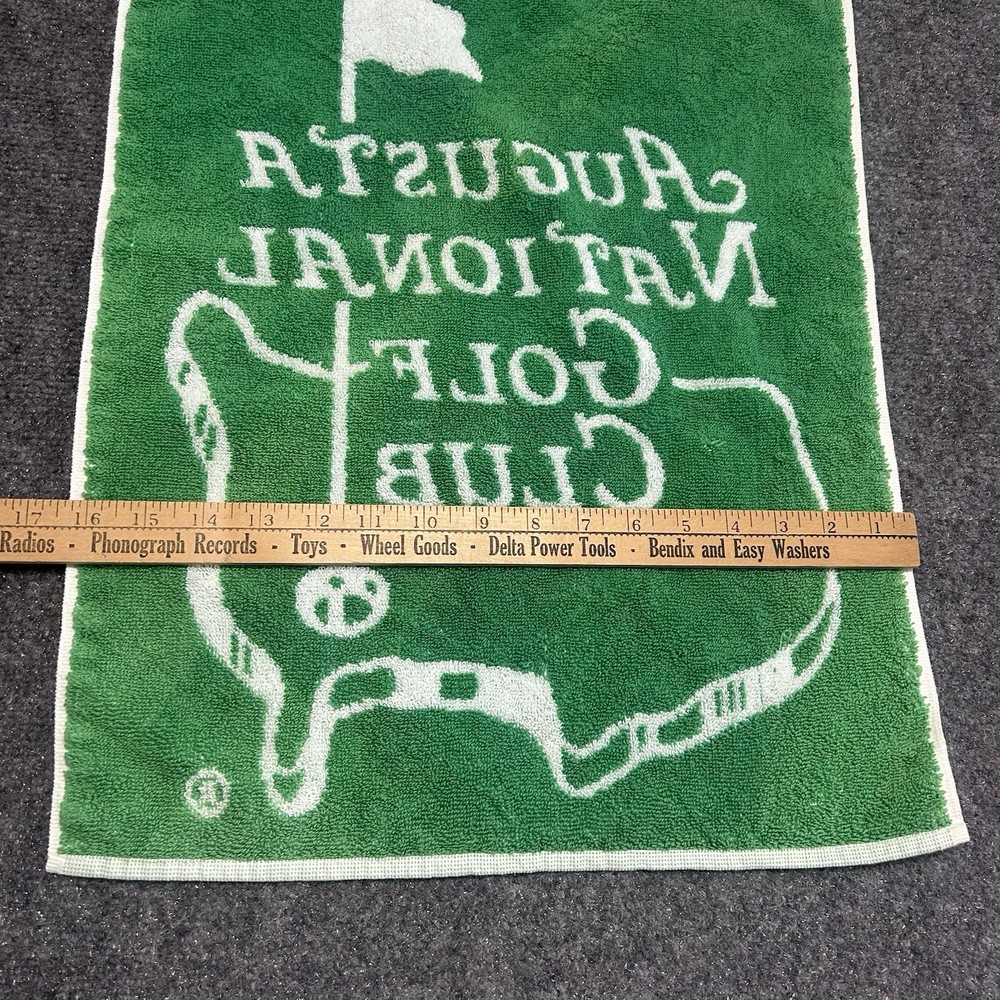 AUGUSTA
NATIONAL
GOLF
CLUB
17 16 15 14 13 12 11 10 9 8 7 6 5 4 3 2 1
Radios - Phonograph Records - Toys - Wheel Goods - Delta Power Tools - Bendix and Easy Washers
®